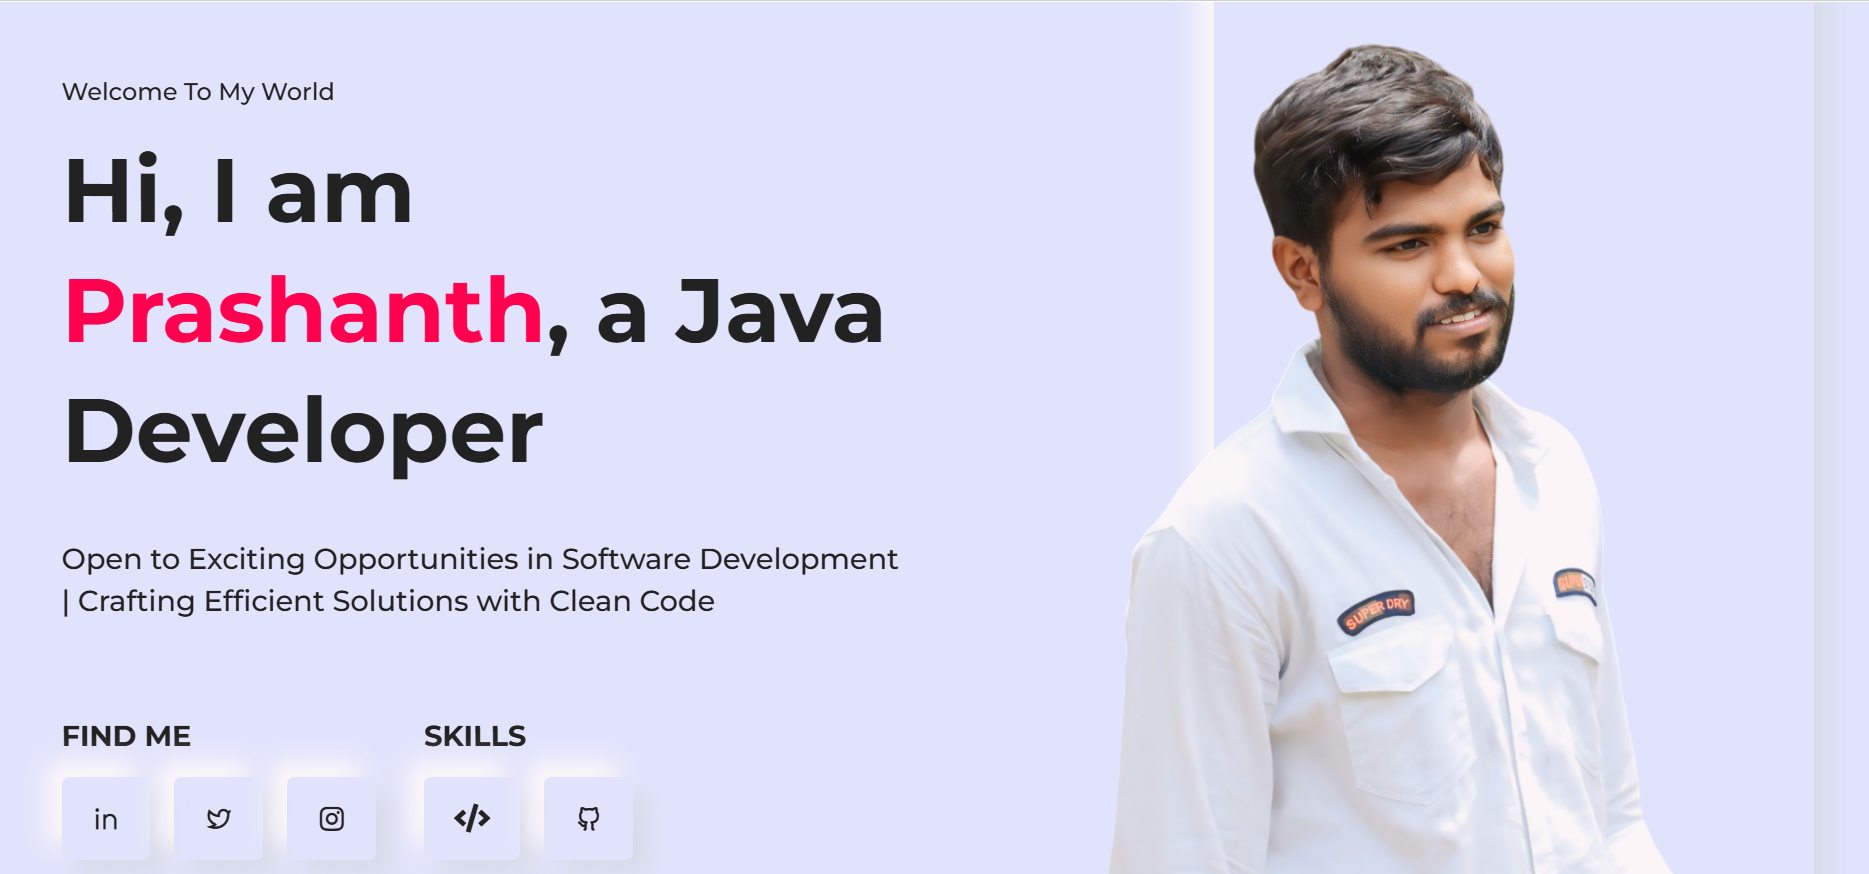 Welcome To My World
Hi, I am
Prashanth, a Java
Developer
Open to Exciting Opportunities in Software Development
| Crafting Efficient Solutions with Clean Code
FIND ME
SKILLS
in
</>
SUPER DRY
SUPER